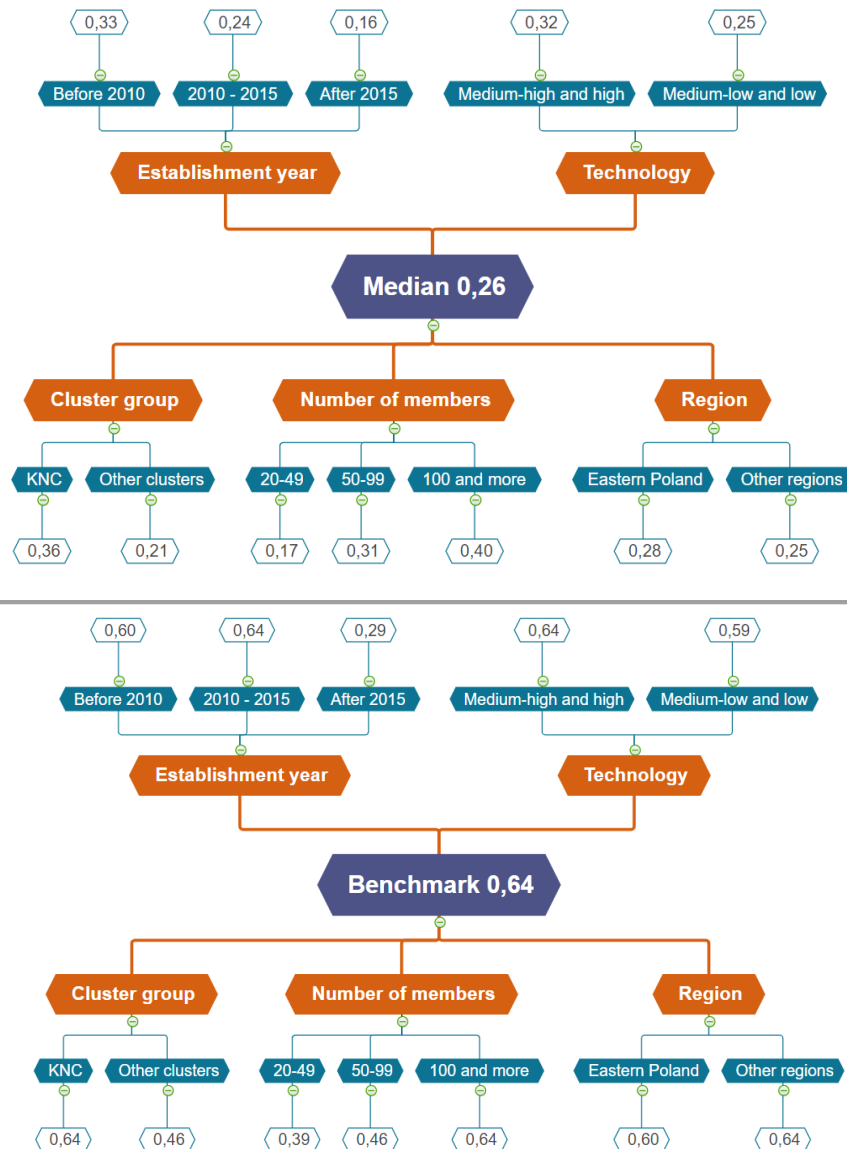 0,33 0,24 0,16 0,32 0,25
Before 2010 2010 - 2015 After 2015 Medium-high and high Medium-low and low
Establishment year Technology
Median 0,26
Cluster group Number of members Region
KNC Other clusters 20-49 50-99 100 and more Eastern Poland Other regions
0,36 0,21 0,17 0,31 0,40 0,28 0,25
0,60 0,64 0,29 0,64 0,59
Before 2010 2010 - 2015 After 2015 Medium-high and high Medium-low and low
Establishment year Technology
Benchmark 0,64
Cluster group Number of members Region
KNC Other clusters 20-49 50-99 100 and more Eastern Poland Other regions
0,64 0,46 0,39 0,46 0,64 0,60 0,64